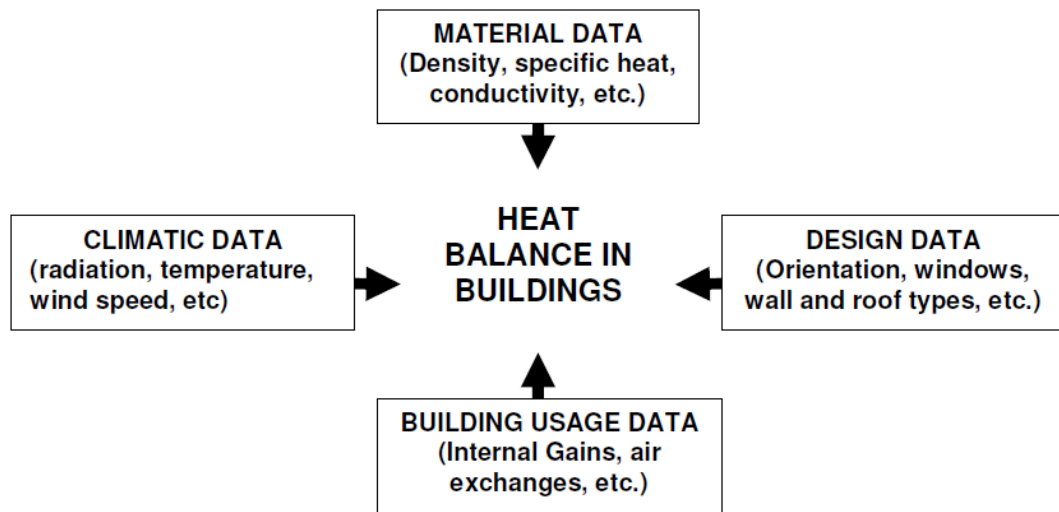 MATERIAL DATA
(Density, specific heat,
conductivity, etc.)
CLIMATIC DATA
(radiation, temperature,
wind speed, etc)
HEAT
BALANCE IN
BUILDINGS
DESIGN DATA
(Orientation, windows,
wall and roof types, etc.)
BUILDING USAGE DATA
(Internal Gains, air
exchanges, etc.)